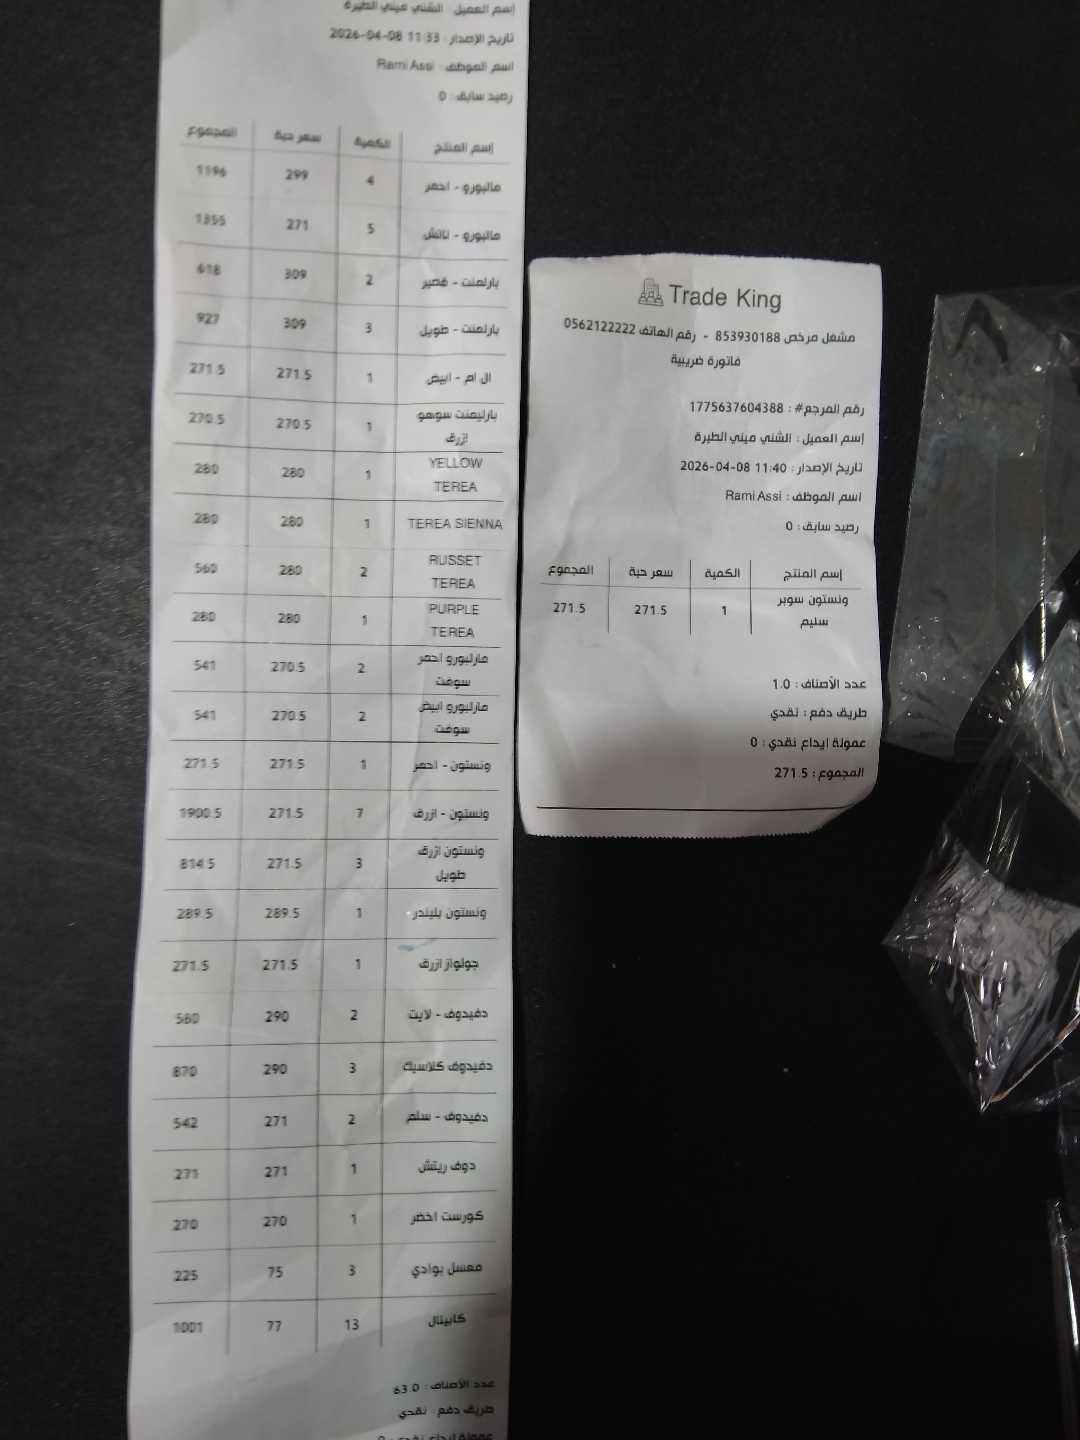 إسم العميل : الشني ميني الطيرة
تاريخ الإصدار : 2026-04-08 11:33
اسم الموظف : Rami Assi
رصيد سابق : 0
إسم المنتج الكمية سعر حبة المجموع
مالبورو - احمر 4 299 1196
مالبورو - تاتش 5 271 1355
بارلمنت - قصير 2 309 618
بارلمنت - طويل 3 309 927
ال ام - ابيض 1 271.5 271.5
بارليمنت سوهو 1 270.5 270.5
ازرق
YELLOW 1 280 280
TEREA
TEREA SIENNA 1 280 280
RUSSET 2 280 560
TEREA
PURPLE 1 280 280
TEREA
مارلبورو احمر 2 270.5 541
سوفت
مارلبورو ابيض 2 270.5 541
سوفت
ونستون - احمر 1 271.5 271.5
ونستون - ازرق 7 271.5 1900.5
ونستون ازرق 3 271.5 814.5
طويل
ونستون بليندر 1 289.5 289.5
جولواز ازرق 1 271.5 271.5
دفيدوف - لايت 2 290 580
دفيدوف كلاسيك 3 290 870
دفيدوف - سلم 2 271 542
دوف ريتش 1 271 271
كورست اخضر 1 270 270
معسل بوادي 3 75 225
كابيتال 13 77 1001
عدد الأصناف : 63.0
طريق دفع : نقدي
عمولة ايداع نقدي : 0
Trade King
مشغل مرخص 853930188 - رقم الهاتف 0562122222
فاتورة ضريبية
رقم المرجع# : 1775637604388
إسم العميل : الشني ميني الطيرة
تاريخ الإصدار : 2026-04-08 11:40
اسم الموظف : Rami Assi
رصيد سابق : 0
إسم المنتج الكمية سعر حبة المجموع
ونستون سوبر 1 271.5 271.5
سليم
عدد الأصناف : 1.0
طريق دفع : نقدي
عمولة ايداع نقدي : 0
المجموع : 271.5